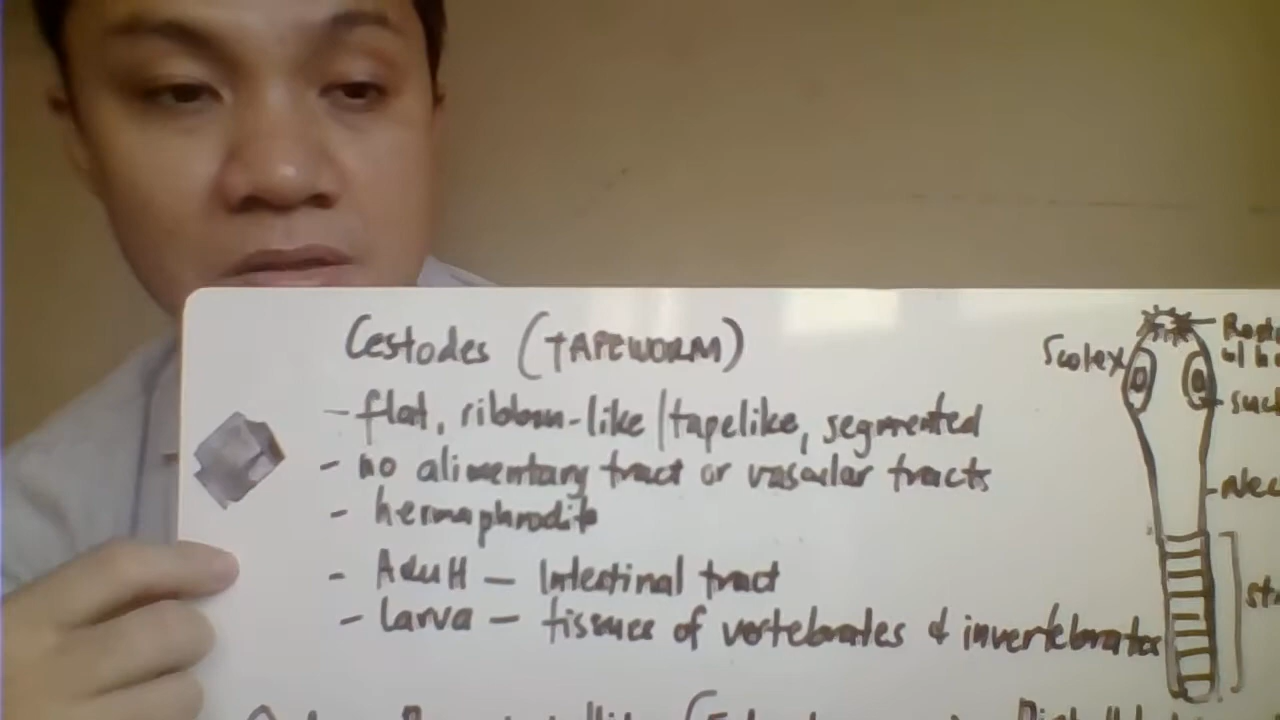 Cestodes (TAPEWORM)
- flat, ribbon-like/tapelike, segmented
- no alimentary tract or vascular tracts
- hermaphrodite
- Adult - Intestinal tract
- Larva - tissues of vertebrates & invertebrates
Scolex
w/